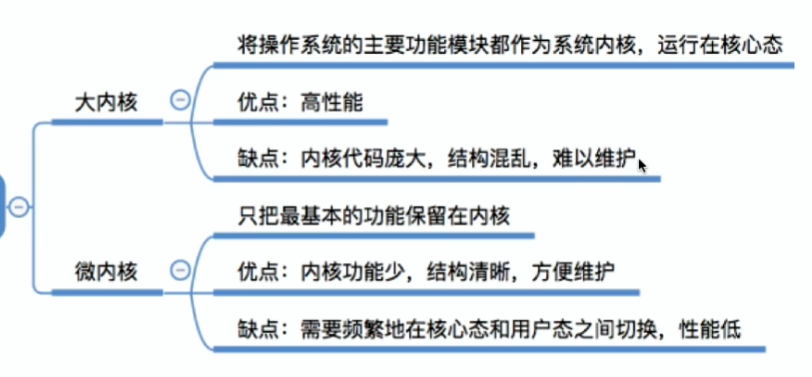 将操作系统的主要功能模块都作为系统内核，运行在核心态
大内核
优点：高性能
缺点：内核代码庞大，结构混乱，难以维护
只把最基本的功能保留在内核
微内核
优点：内核功能少，结构清晰，方便维护
缺点：需要频繁地在核心态和用户态之间切换，性能低